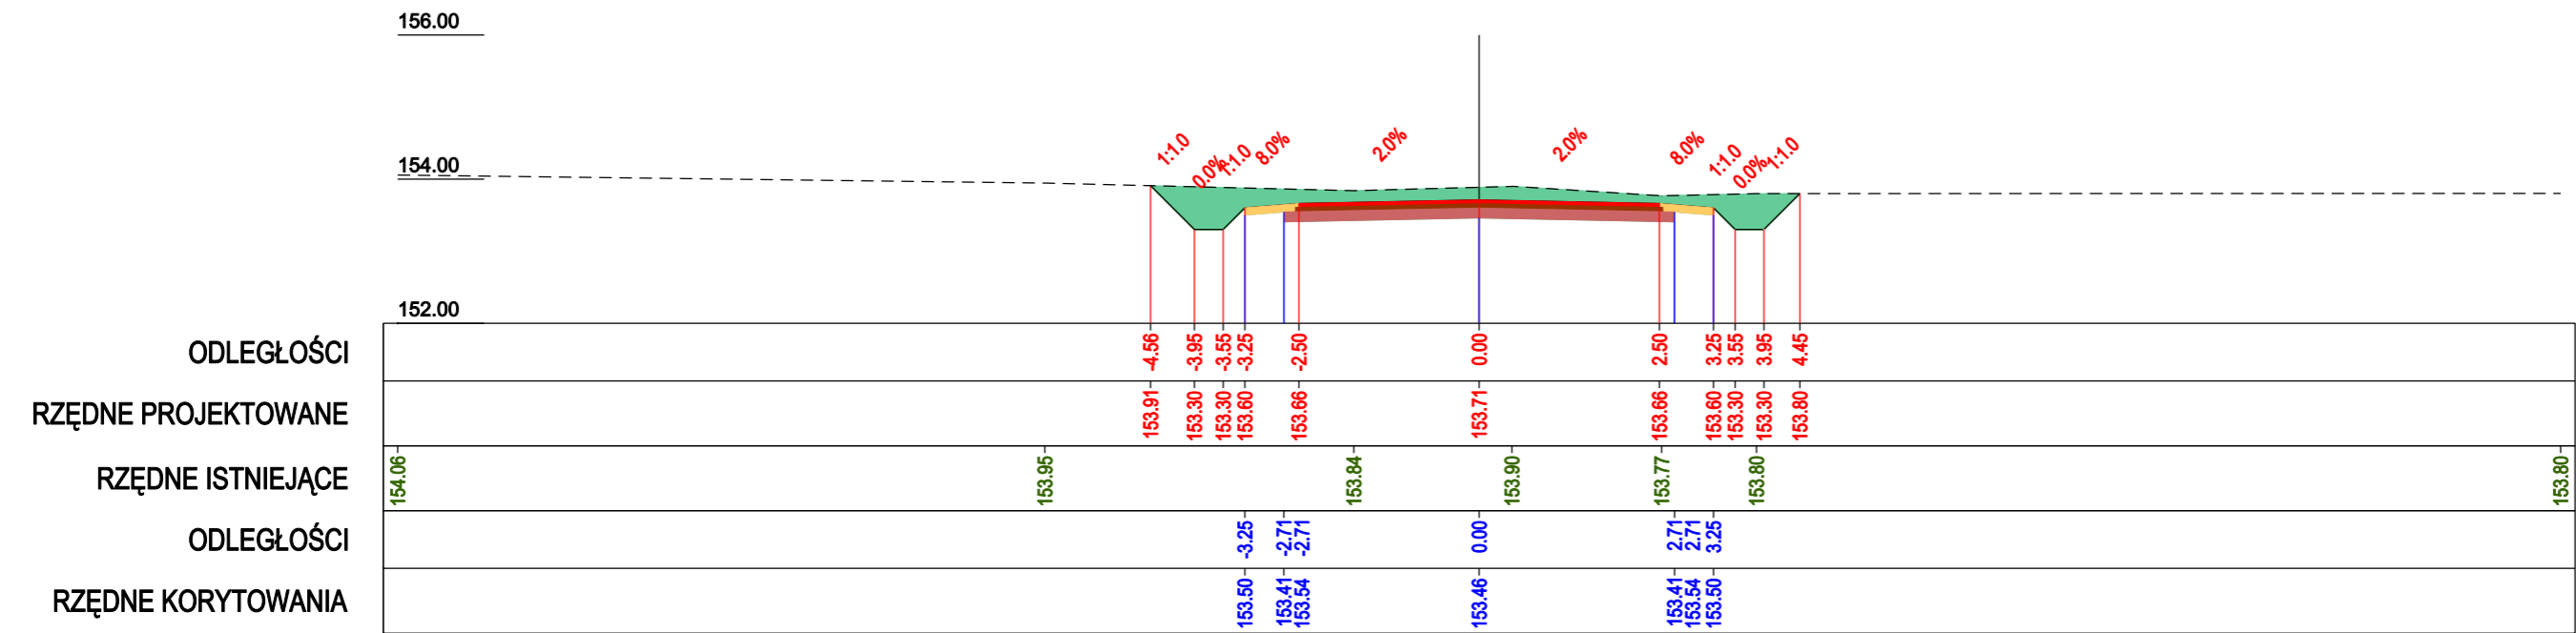 156.00
154.00
152.00
1:1.0 0.0% 1:1.0 8.0% 2.0% 2.0% 8.0% 1:1.0 0.0% 1:1.0
ODLEGŁOŚCI -4.56 -3.95 -3.55 -3.25 -2.50 0.00 2.50 3.25 3.55 3.95 4.45
RZĘDNE PROJEKTOWANE 153.91 153.30 153.30 153.60 153.66 153.71 153.66 153.60 153.30 153.30 153.80
RZĘDNE ISTNIEJĄCE 154.06 153.95 153.84 153.90 153.77 153.80 153.80
ODLEGŁOŚCI -3.25 -2.71 -2.71 0.00 2.71 2.71 3.25
RZĘDNE KORYTOWANIA 153.50 153.41 153.54 153.46 153.41 153.54 153.50